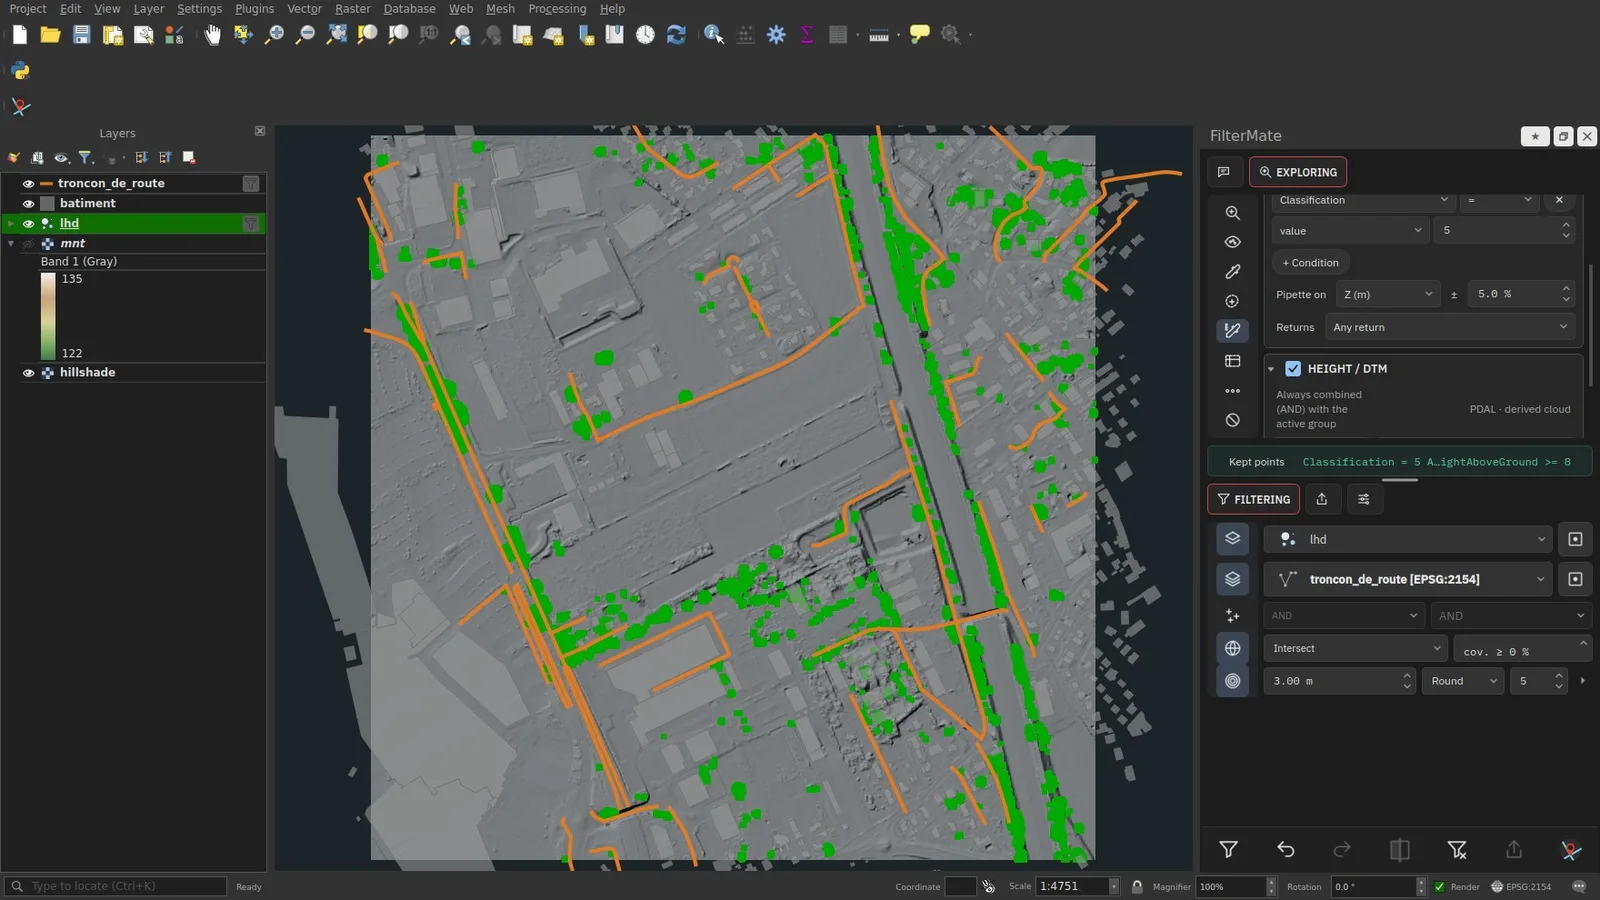 Project Edit View Layer Settings Plugins Vector Raster Database Web Mesh Processing Help
Layers
troncon_de_route
batiment
lhd
mnt
Band 1 (Gray)
135
122
hillshade
FilterMate
EXPLORING
Classification =
value 5
+ Condition
Pipette on Z (m) ± 5.0 %
Returns Any return
HEIGHT / DTM
Always combined
(AND) with the
active group
PDAL · derived cloud
Kept points Classification = 5 A…ightAboveGround >= 8
FILTERING
lhd
troncon_de_route [EPSG:2154]
AND AND
Intersect cov. ≥ 0 %
3.00 m Round 5
Type to locate (Ctrl+K) Ready Coordinate Scale 1:4751 Magnifier 100% Rotation 0.0 ° Render EPSG:2154